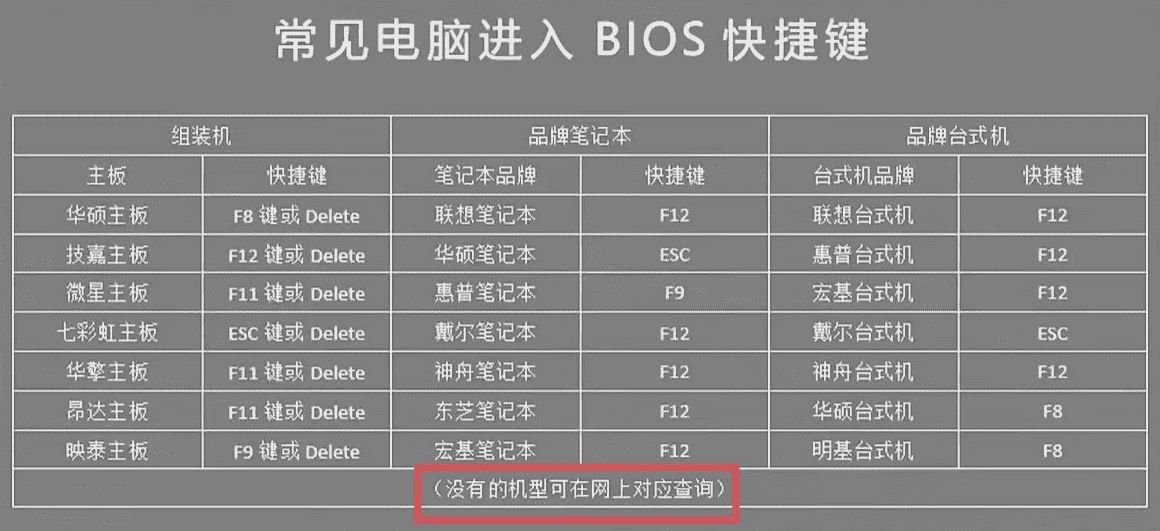 常见电脑进入 BIOS 快捷键
组装机 品牌笔记本 品牌台式机
主板 快捷键 笔记本品牌 快捷键 台式机品牌 快捷键
华硕主板 F8 键或 Delete 联想笔记本 F12 联想台式机 F12
技嘉主板 F12 键或 Delete 华硕笔记本 ESC 惠普台式机 F12
微星主板 F11 键或 Delete 惠普笔记本 F9 宏基台式机 F12
七彩虹主板 ESC 键或 Delete 戴尔笔记本 F12 戴尔台式机 ESC
华擎主板 F11 键或 Delete 神舟笔记本 F12 神舟台式机 F12
昂达主板 F11 键或 Delete 东芝笔记本 F12 华硕台式机 F8
映泰主板 F9 键或 Delete 宏基笔记本 F12 明基台式机 F8
（没有的机型可在网上对应查询）